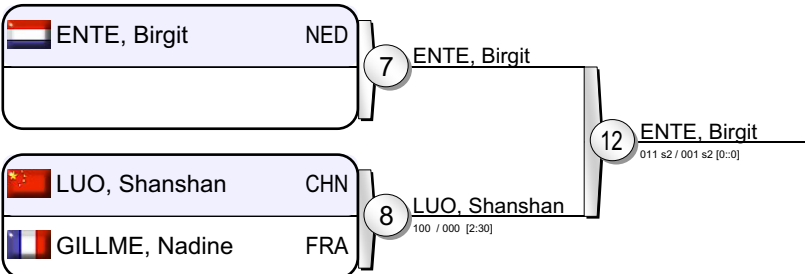 ENTE, Birgit NED
7 ENTE, Birgit
12 ENTE, Birgit
011 s2 / 001 s2 [0::0]
LUO, Shanshan CHN
8 LUO, Shanshan
100 / 000 [2:30]
GILLME, Nadine FRA